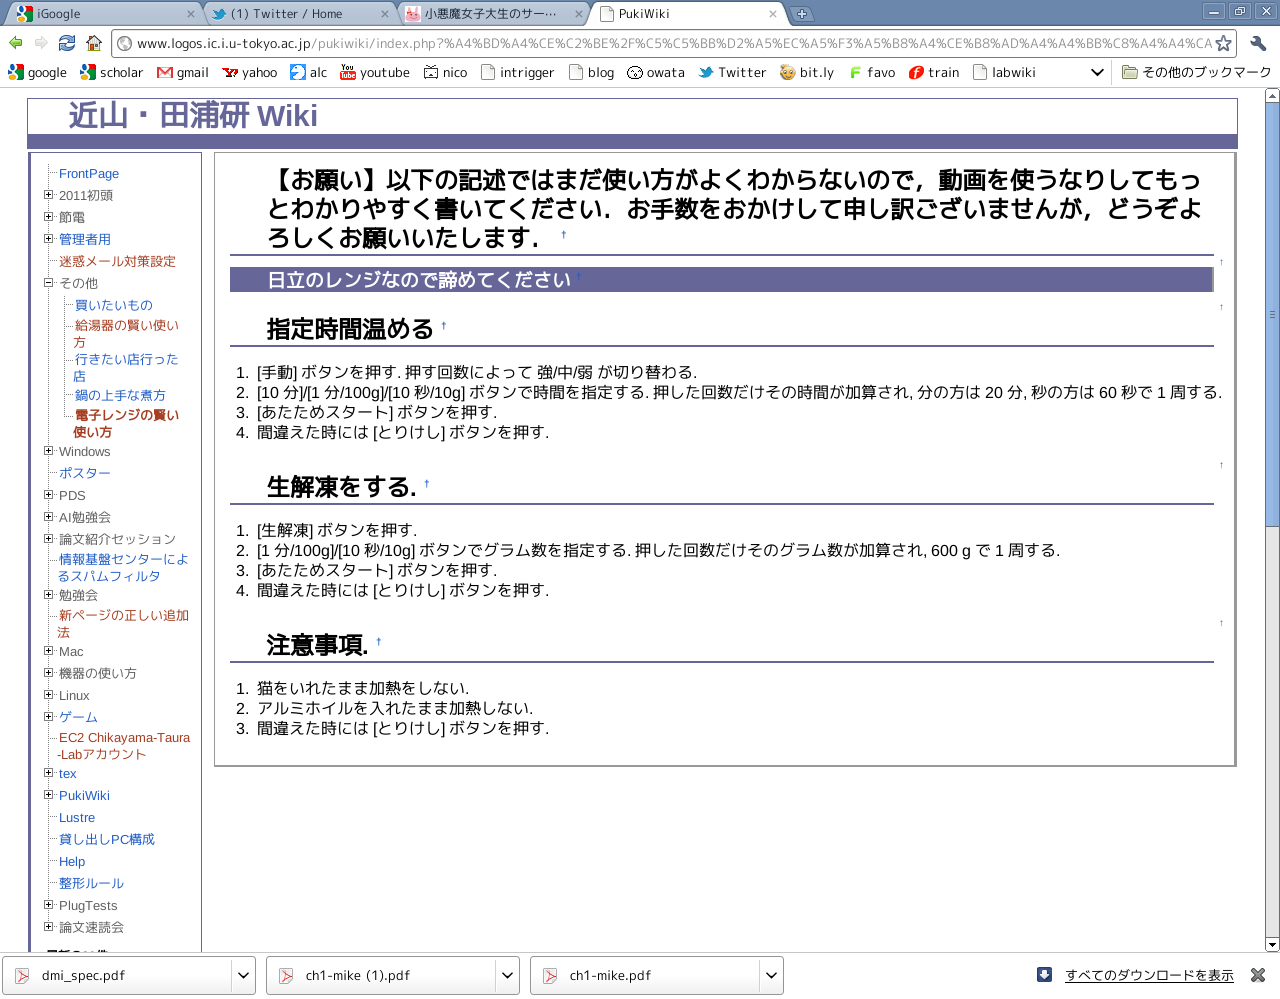 iGoogle
(1) Twitter / Home
小悪魔女子大生のサー…
PukiWiki
www.logos.ic.i.u-tokyo.ac.jp/pukiwiki/index.php?%A4%BD%A4%CE%C2%BE%2F%C5%C5%BB%D2%A5%EC%A5%F3%A5%B8%A4%CE%B8%AD%A4%A4%BB%C8%A4%A4%CA
google
scholar
gmail
yahoo
alc
youtube
nico
intrigger
blog
owata
Twitter
bit.ly
favo
train
labwiki
その他のブックマーク
近山・田浦研 Wiki
FrontPage
2011初頭
節電
管理者用
迷惑メール対策設定
その他
買いたいもの
給湯器の賢い使い
方
行きたい店行った
店
鍋の上手な煮方
電子レンジの賢い
使い方
Windows
ポスター
PDS
AI勉強会
論文紹介セッション
情報基盤センターによ
るスパムフィルタ
勉強会
新ページの正しい追加
法
Mac
機器の使い方
Linux
ゲーム
EC2 Chikayama-Taura
-Labアカウント
tex
PukiWiki
Lustre
貸し出しPC構成
Help
整形ルール
PlugTests
論文速読会
【お願い】以下の記述ではまだ使い方がよくわからないので，動画を使うなりしてもっ
とわかりやすく書いてください．お手数をおかけして申し訳ございませんが，どうぞよ
ろしくお願いいたします． †
↑
日立のレンジなので諦めてください †
↑
指定時間温める †
1. [手動] ボタンを押す. 押す回数によって 強/中/弱 が切り替わる.
2. [10 分]/[1 分/100g]/[10 秒/10g] ボタンで時間を指定する. 押した回数だけその時間が加算され, 分の方は 20 分, 秒の方は 60 秒で 1 周する.
3. [あたためスタート] ボタンを押す.
4. 間違えた時には [とりけし] ボタンを押す.
↑
生解凍をする. †
1. [生解凍] ボタンを押す.
2. [1 分/100g]/[10 秒/10g] ボタンでグラム数を指定する. 押した回数だけそのグラム数が加算され, 600 g で 1 周する.
3. [あたためスタート] ボタンを押す.
4. 間違えた時には [とりけし] ボタンを押す.
↑
注意事項. †
1. 猫をいれたまま加熱をしない.
2. アルミホイルを入れたまま加熱しない.
3. 間違えた時には [とりけし] ボタンを押す.
dmi_spec.pdf
ch1-mike (1).pdf
ch1-mike.pdf
すべてのダウンロードを表示